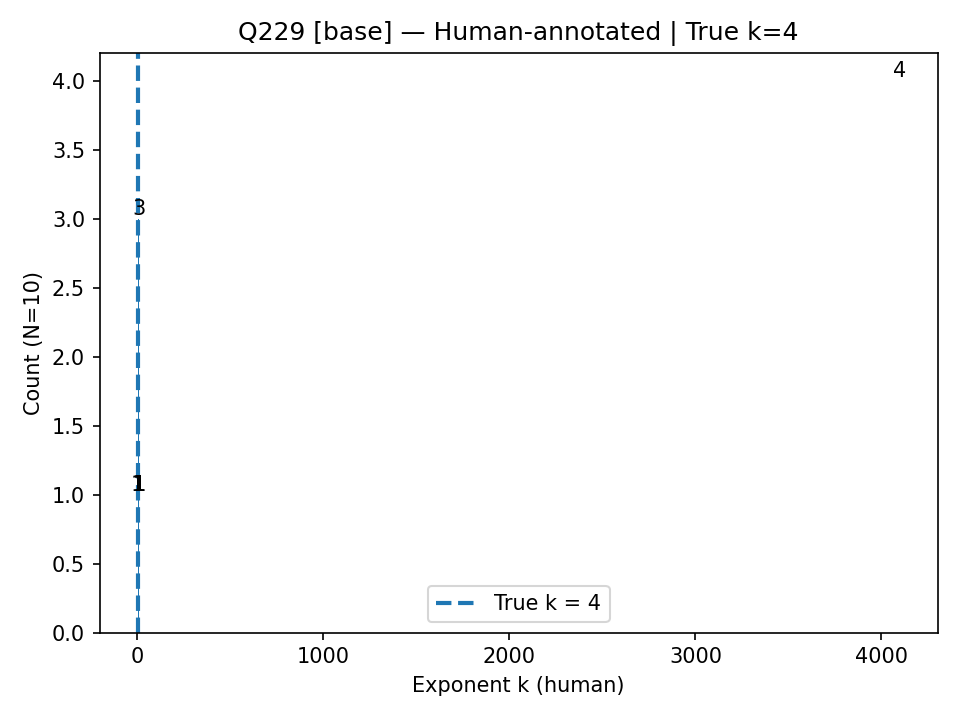 Q229 [base] — Human-annotated | True k=4
4.0
3.5
3.0
2.5
2.0
1.5
1.0
0.5
0.0
Count (N=10)
4
3
1
True k = 4
0 1000 2000 3000 4000
Exponent k (human)